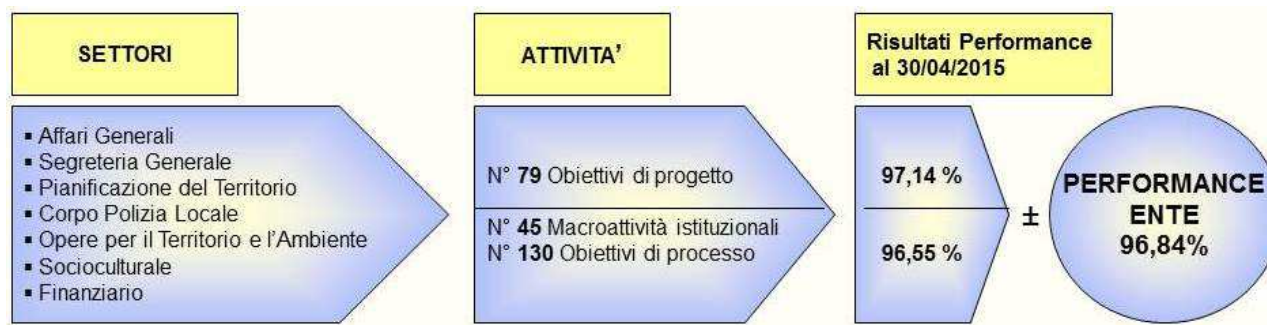 SETTORI
▪ Affari Generali
▪ Segreteria Generale
▪ Pianificazione del Territorio
▪ Corpo Polizia Locale
▪ Opere per il Territorio e l'Ambiente
▪ Socioculturale
▪ Finanziario
ATTIVITA'
N° 79 Obiettivi di progetto
N° 45 Macroattività istituzionali
N° 130 Obiettivi di processo
Risultati Performance
al 30/04/2015
97,14 %
96,55 %
±
PERFORMANCE
ENTE
96,84%